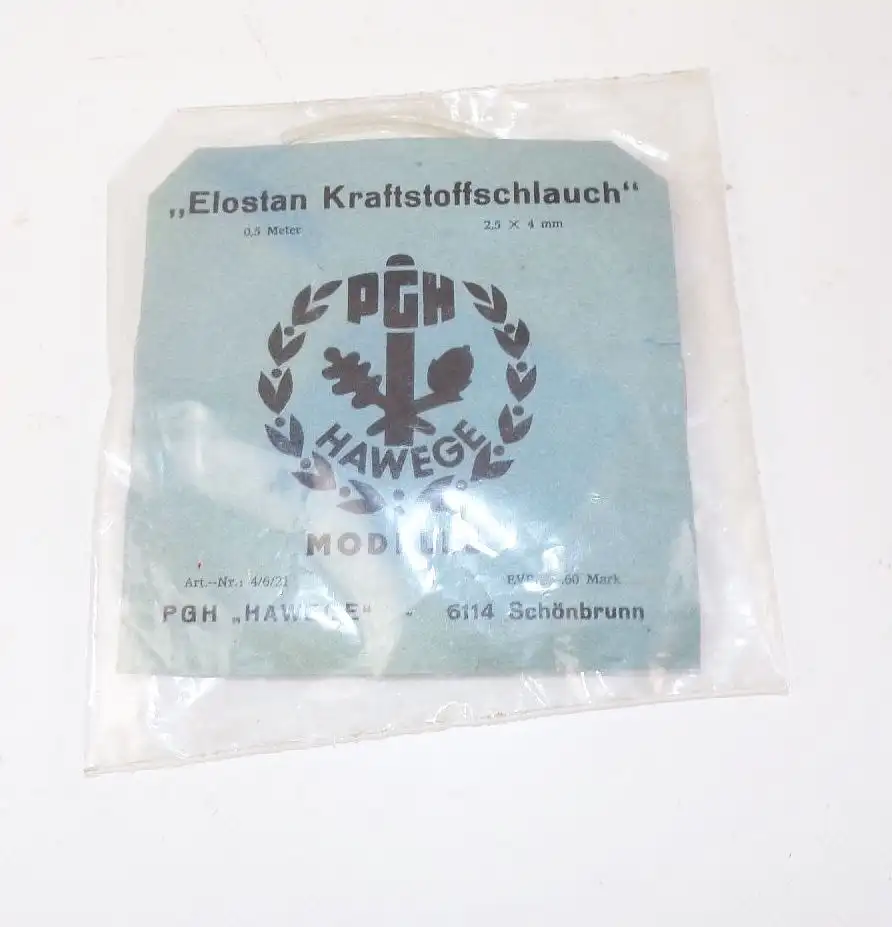 „Elostan Kraftstoffschlauch“
0,5 Meter 2,5 × 4 mm
PGH
HAWEGE
Art.-Nr.: 4/6/21 Mark
PGH „HAWEGE“ - 6114 Schönbrunn